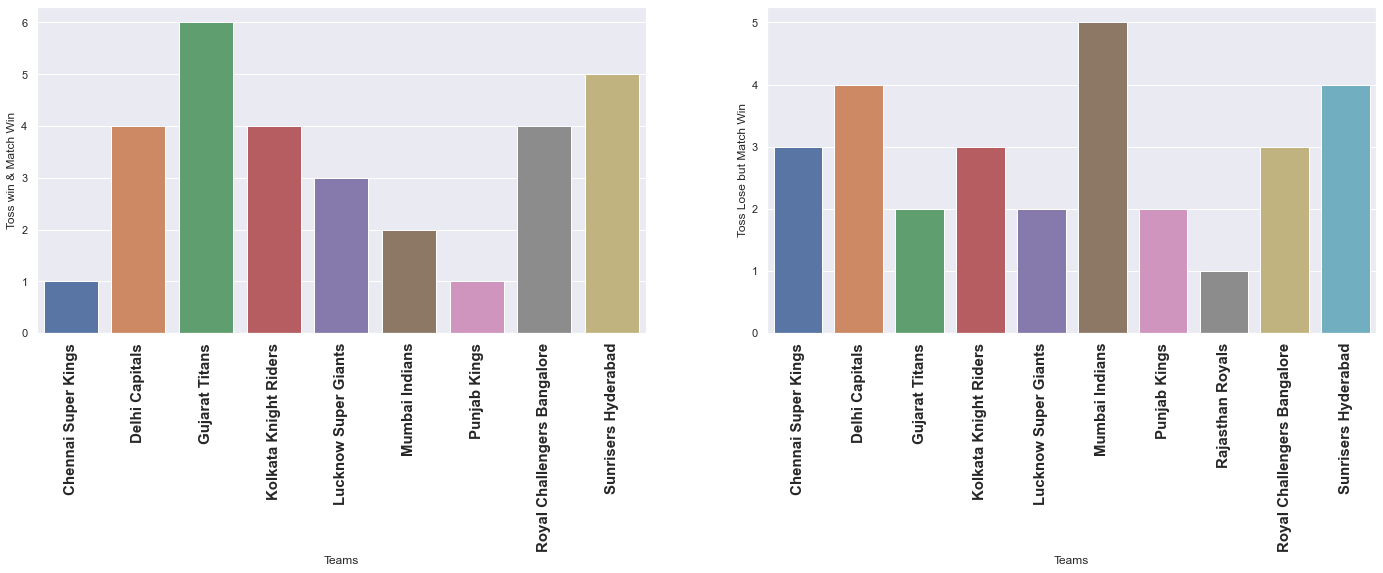 Toss win & Match Win
6
5
4
3
2
1
0
Chennai Super Kings
Delhi Capitals
Gujarat Titans
Kolkata Knight Riders
Lucknow Super Giants
Mumbai Indians
Punjab Kings
Royal Challengers Bangalore
Sunrisers Hyderabad
Teams
Toss Lose but Match Win
5
4
3
2
1
0
Chennai Super Kings
Delhi Capitals
Gujarat Titans
Kolkata Knight Riders
Lucknow Super Giants
Mumbai Indians
Punjab Kings
Rajasthan Royals
Royal Challengers Bangalore
Sunrisers Hyderabad
Teams